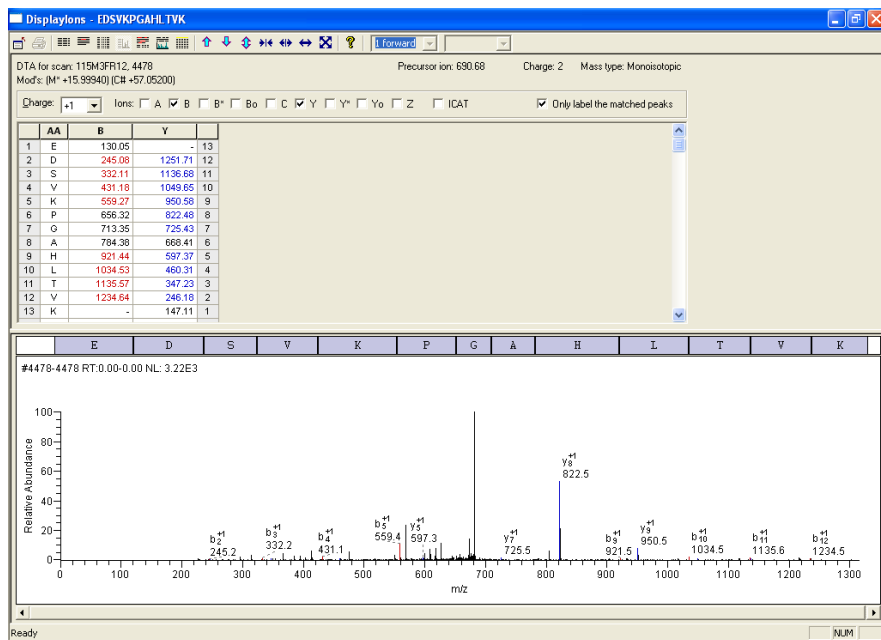 DisplayIons - EDSVKPGAHLTVK
1 forward
DTA for scan: 115M3FR12, 4478 Precursor ion: 690.68 Charge: 2 Mass type: Monoisotopic
Mod's: (M* +15.99940) (C# +57.05200)
Charge: +1 Ions: A B B* Bo C Y Y* Yo Z ICAT Only label the matched peaks
AA B Y
1 E 130.05 - 13
2 D 245.08 1251.71 12
3 S 332.11 1136.68 11
4 V 431.18 1049.65 10
5 K 559.27 950.58 9
6 P 656.32 822.48 8
7 G 713.35 725.43 7
8 A 784.38 668.41 6
9 H 921.44 597.37 5
10 L 1034.53 460.31 4
11 T 1135.57 347.23 3
12 V 1234.64 246.18 2
13 K - 147.11 1
E D S V K P G A H L T V K
#4478-4478 RT:0.00-0.00 NL: 3.22E3
Relative Abundance
100
80
60
40
20
0
b2+1 245.2
b3+1 332.2
b4+1 431.1
b5+1 559.4
y5+1 597.3
y7+1 725.5
y8+1 822.5
b9+1 921.5
y9+1 950.5
b10+1 1034.5
b11+1 1135.6
b12+1 1234.5
0 100 200 300 400 500 600 700 800 900 1000 1100 1200 1300
m/z
Ready NUM